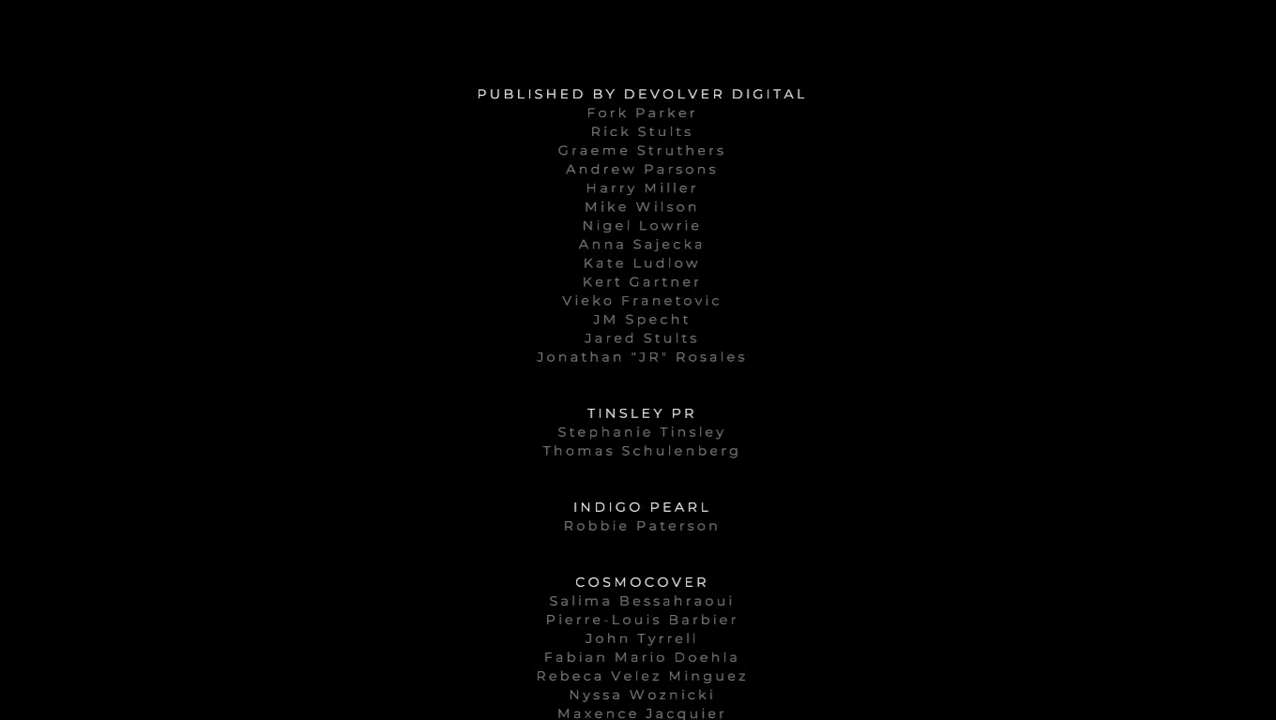 PUBLISHED BY DEVOLVER DIGITAL
Fork Parker
Rick Stults
Graeme Struthers
Andrew Parsons
Harry Miller
Mike Wilson
Nigel Lowrie
Anna Sajecka
Kate Ludlow
Kert Gartner
Vieko Franetovic
JM Specht
Jared Stults
Jonathan "JR" Rosales
TINSLEY PR
Stephanie Tinsley
Thomas Schulenberg
INDIGO PEARL
Robbie Paterson
COSMOCOVER
Salima Bessahraoui
Pierre-Louis Barbier
John Tyrrell
Fabian Mario Doehla
Rebeca Velez Minguez
Nyssa Woznicki
Maxence Jacquier